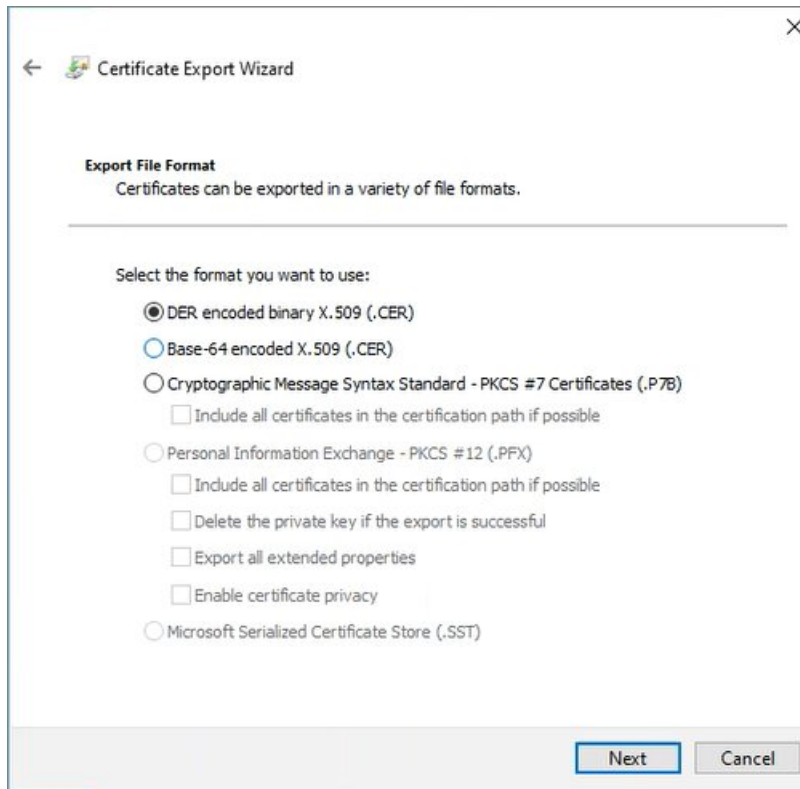 Certificate Export Wizard
Export File Format
Certificates can be exported in a variety of file formats.
Select the format you want to use:
DER encoded binary X.509 (.CER)
Base-64 encoded X.509 (.CER)
Cryptographic Message Syntax Standard - PKCS #7 Certificates (.P7B)
Include all certificates in the certification path if possible
Personal Information Exchange - PKCS #12 (.PFX)
Include all certificates in the certification path if possible
Delete the private key if the export is successful
Export all extended properties
Enable certificate privacy
Microsoft Serialized Certificate Store (.SST)
Next Cancel